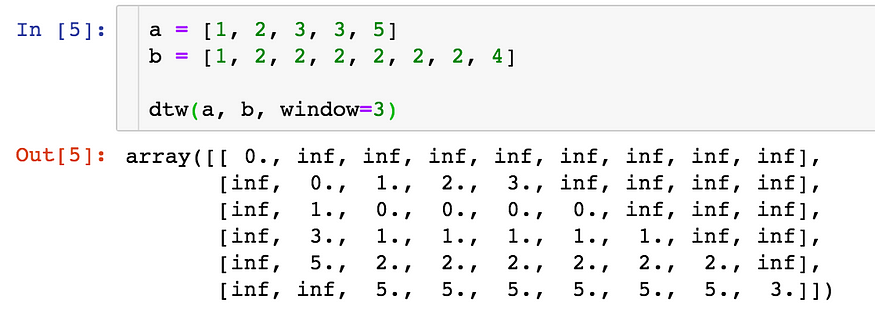 In [5]: a = [1, 2, 3, 3, 5]
b = [1, 2, 2, 2, 2, 2, 2, 4]
dtw(a, b, window=3)
Out[5]: array([[ 0., inf, inf, inf, inf, inf, inf, inf, inf],
[inf, 0., 1., 2., 3., inf, inf, inf, inf],
[inf, 1., 0., 0., 0., 0., inf, inf, inf],
[inf, 3., 1., 1., 1., 1., 1., inf, inf],
[inf, 5., 2., 2., 2., 2., 2., 2., inf],
[inf, inf, 5., 5., 5., 5., 5., 5., 3.]])